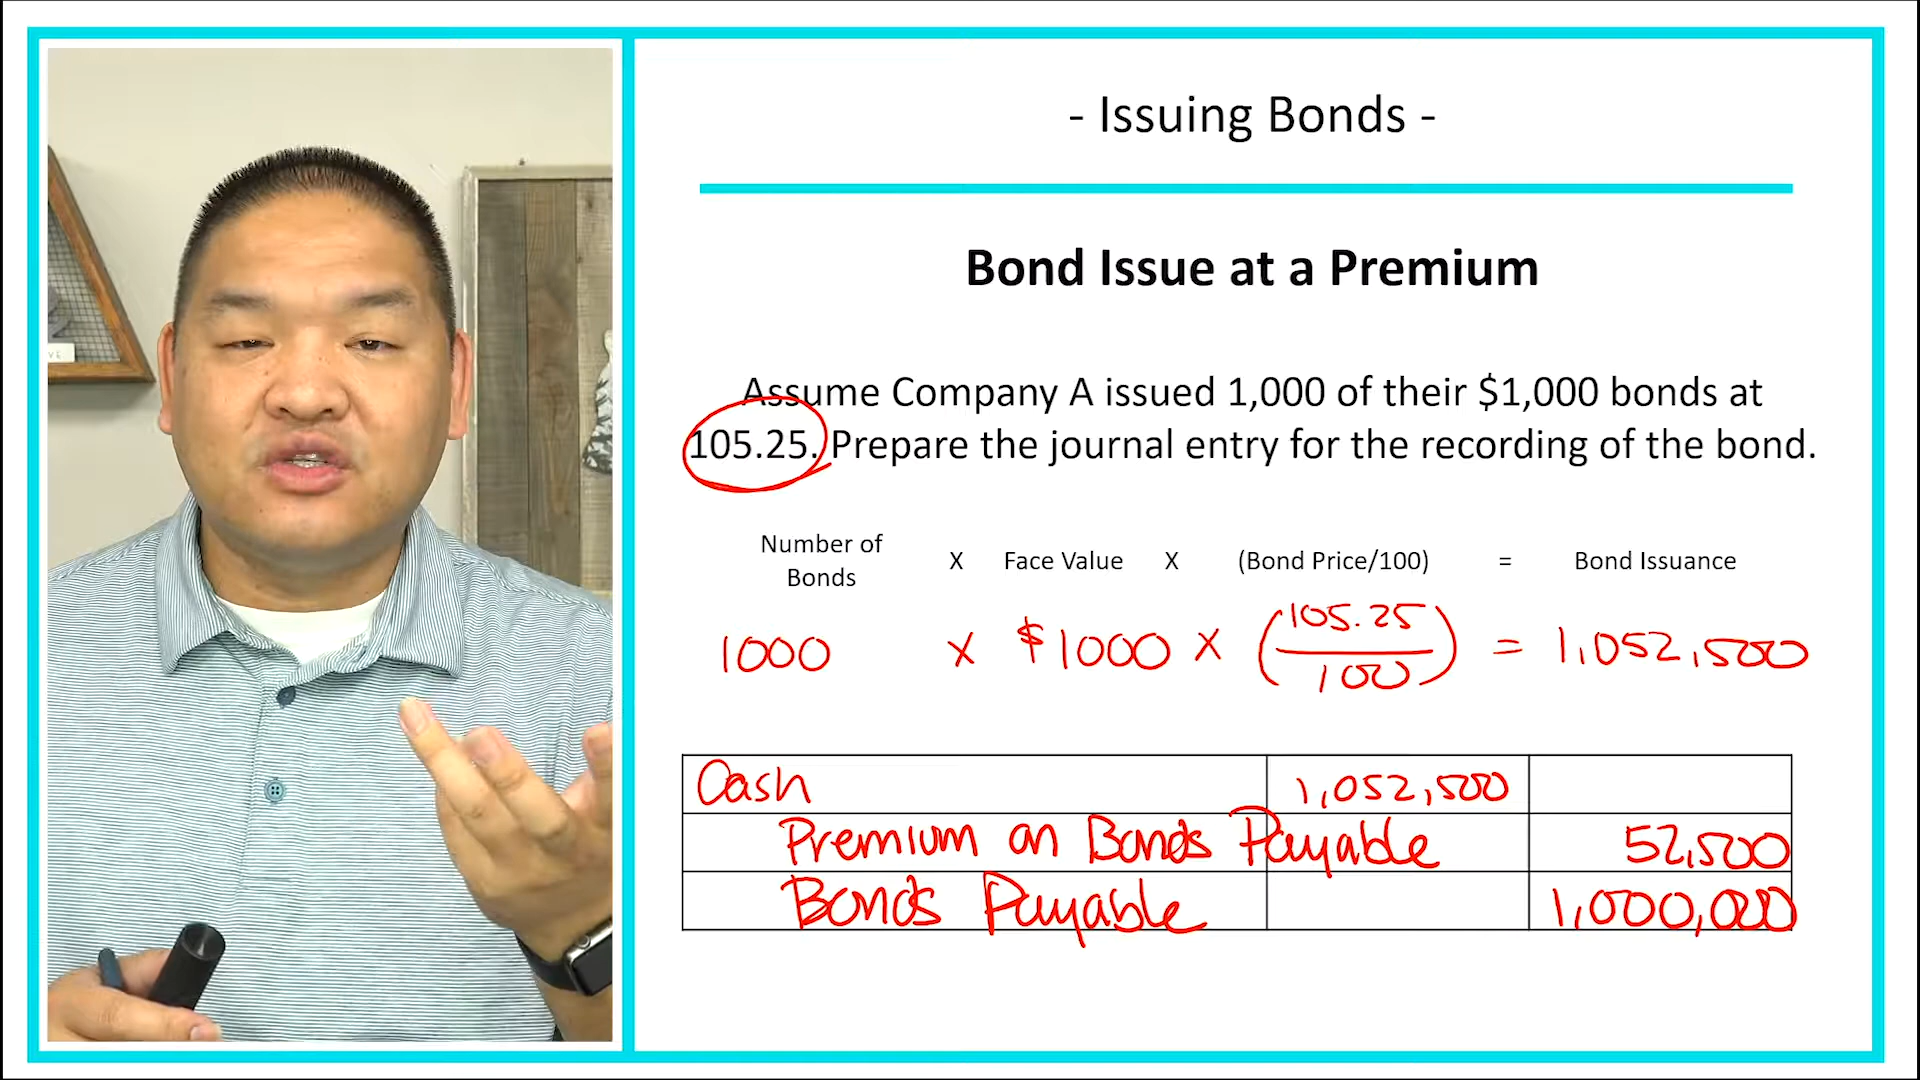 - Issuing Bonds -
Bond Issue at a Premium
Assume Company A issued 1,000 of their $1,000 bonds at
105.25. Prepare the journal entry for the recording of the bond.
Number of
Bonds X Face Value X (Bond Price/100) = Bond Issuance
1000 x $1000 x (105.25/100) = 1,052,500
Cash 1,052,500
Premium on Bonds Payable 52,500
Bonds Payable 1,000,000